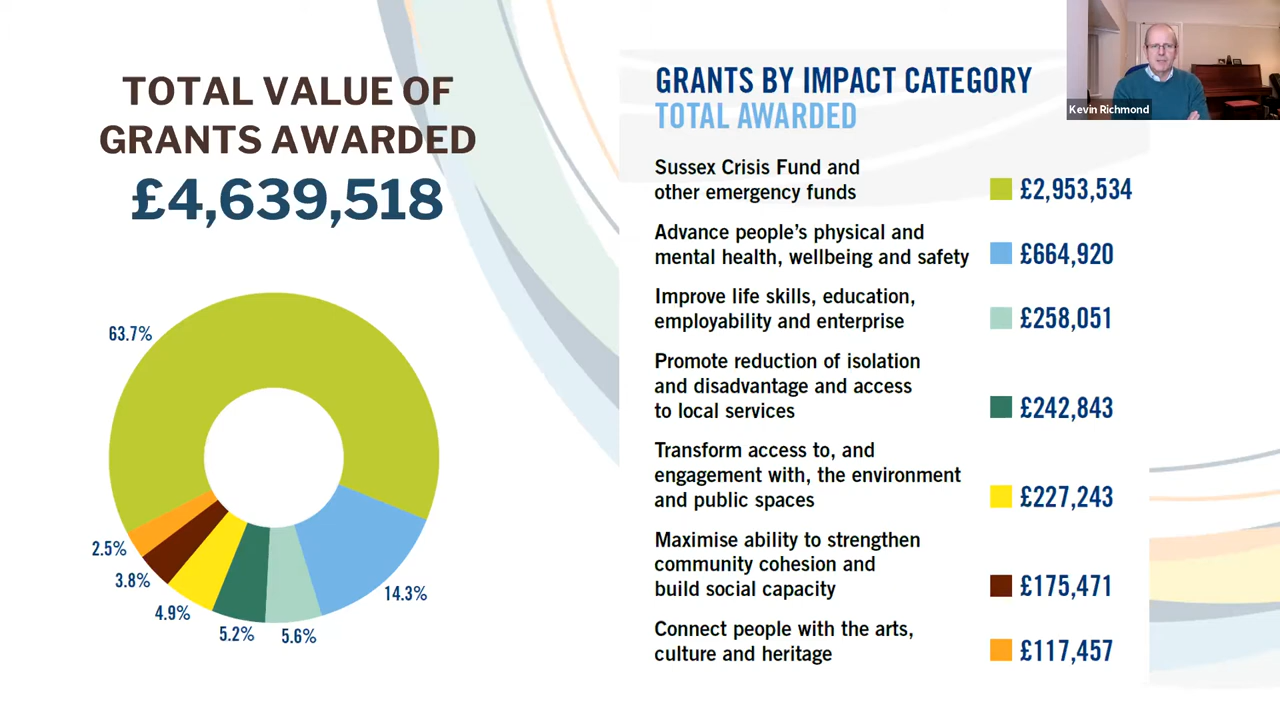 TOTAL VALUE OF
GRANTS AWARDED
£4,639,518
63.7%
2.5%
3.8%
4.9%
5.2%
5.6%
14.3%
GRANTS BY IMPACT CATEGORY
TOTAL AWARDED
Sussex Crisis Fund and
other emergency funds
£2,953,534
Advance people's physical and
mental health, wellbeing and safety
£664,920
Improve life skills, education,
employability and enterprise
£258,051
Promote reduction of isolation
and disadvantage and access
to local services
£242,843
Transform access to, and
engagement with, the environment
and public spaces
£227,243
Maximise ability to strengthen
community cohesion and
build social capacity
£175,471
Connect people with the arts,
culture and heritage
£117,457
Kevin Richmond